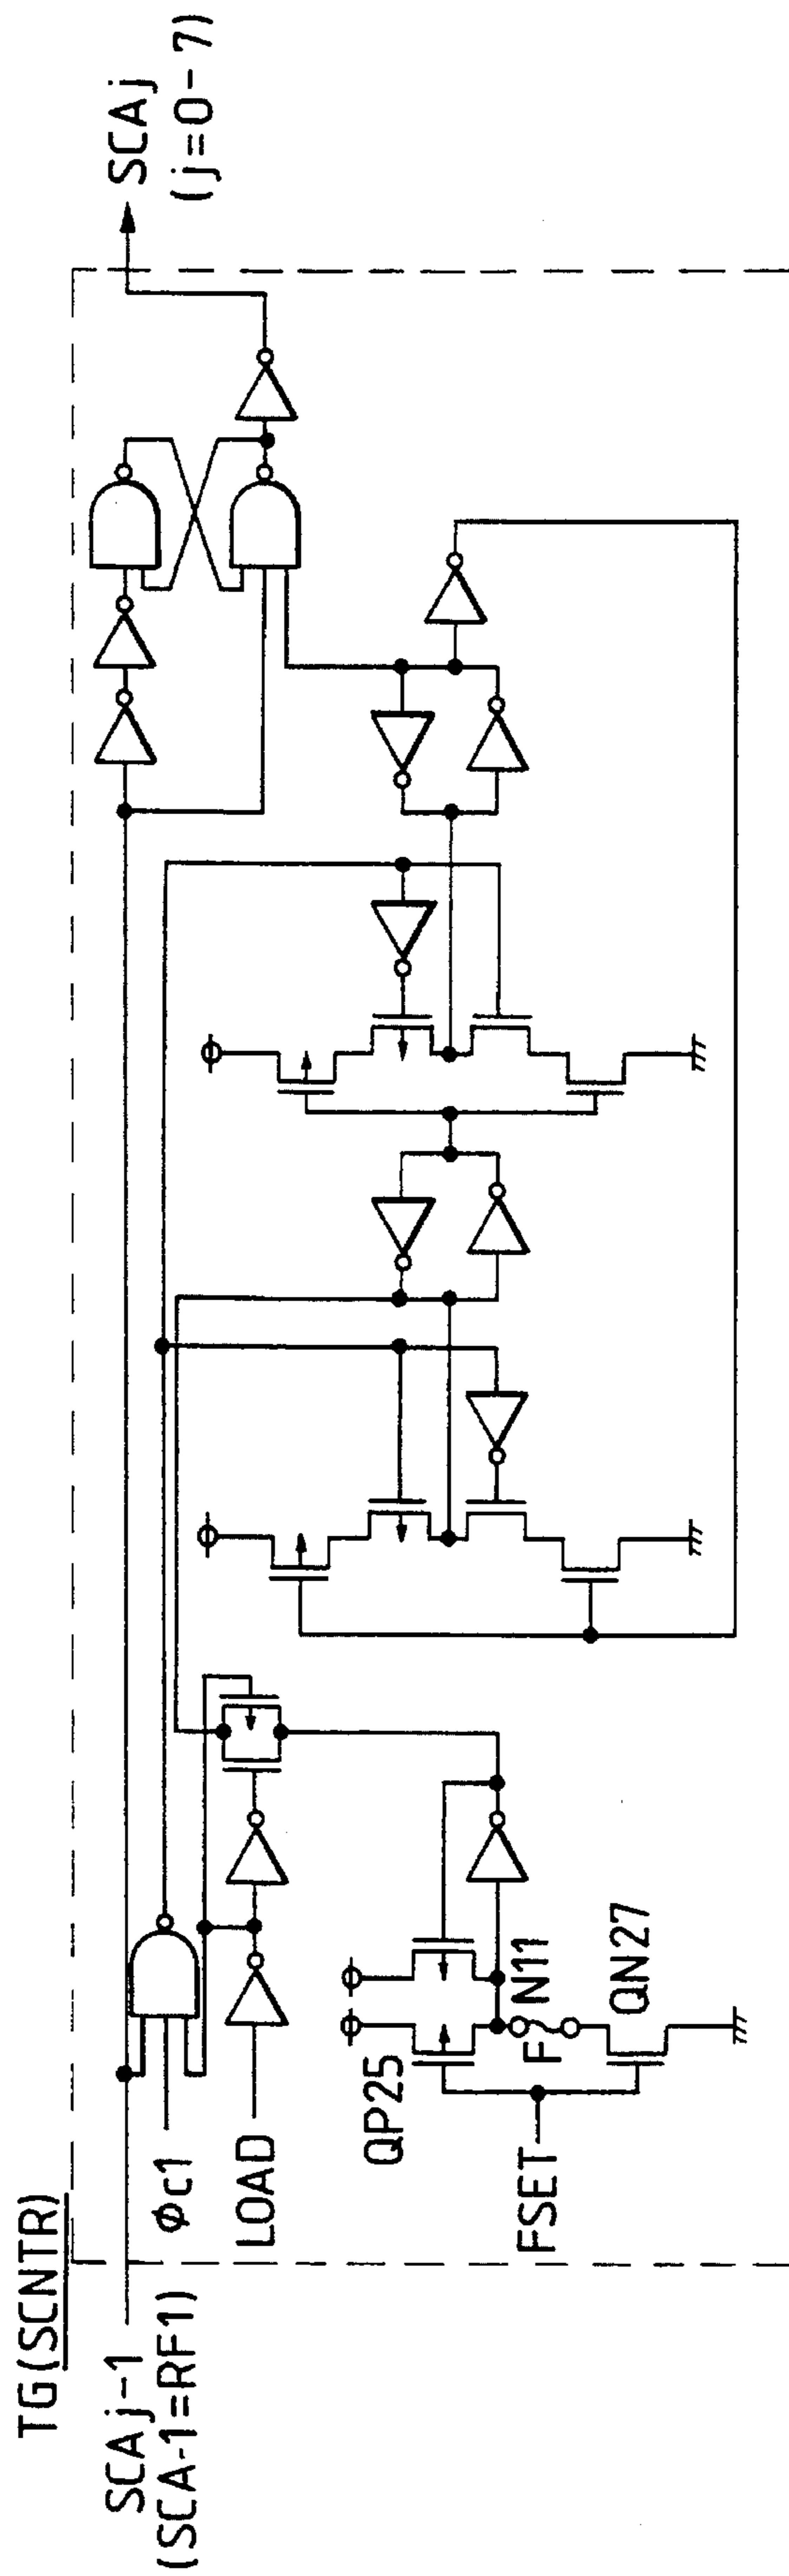 TG(SCNTR)
SCAj-1
(SCA-1=RF1)
φc1
LOAD
FSET
QP25
F
N11
QN27
SCAj
(j=0-7)